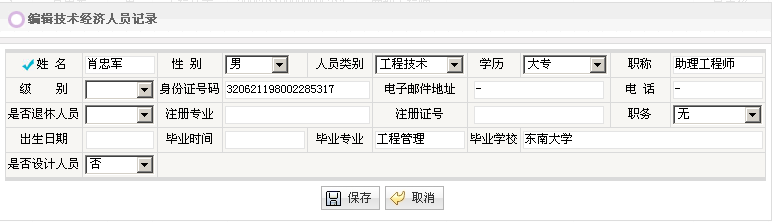 编辑技术经济人员记录
姓 名 肖忠军 性 别 男 人员类别 工程技术 学历 大专 职称 助理工程师
级 别 身份证号码 320621198002285317 电子邮件地址 - 电 话 -
是否退休人员 注册专业 注册证号 职务 无
出生日期 毕业时间 毕业专业 工程管理 毕业学校 东南大学
是否设计人员 否
保存 取消